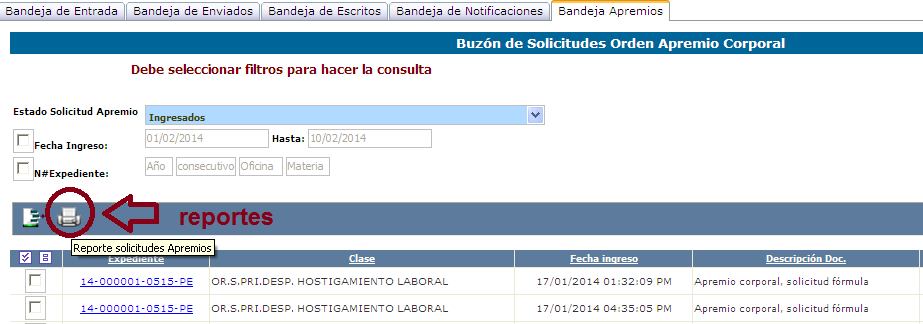 Bandeja de Entrada Bandeja de Enviados Bandeja de Escritos Bandeja de Notificaciones Bandeja Apremios
Buzón de Solicitudes Orden Apremio Corporal
Debe seleccionar filtros para hacer la consulta
Estado Solicitud Apremio Ingresados
Fecha Ingreso: 01/02/2014 Hasta: 10/02/2014
N#Expediente: Año consecutivo Oficina Materia
reportes
Reporte solicitudes Apremios
Expediente Clase Fecha ingreso Descripción Doc.
14-000001-0515-PE OR.S.PRI.DESP. HOSTIGAMIENTO LABORAL 17/01/2014 01:32:09 PM Apremio corporal, solicitud fórmula
14-000001-0515-PE OR.S.PRI.DESP. HOSTIGAMIENTO LABORAL 17/01/2014 04:35:05 PM Apremio corporal, solicitud fórmula